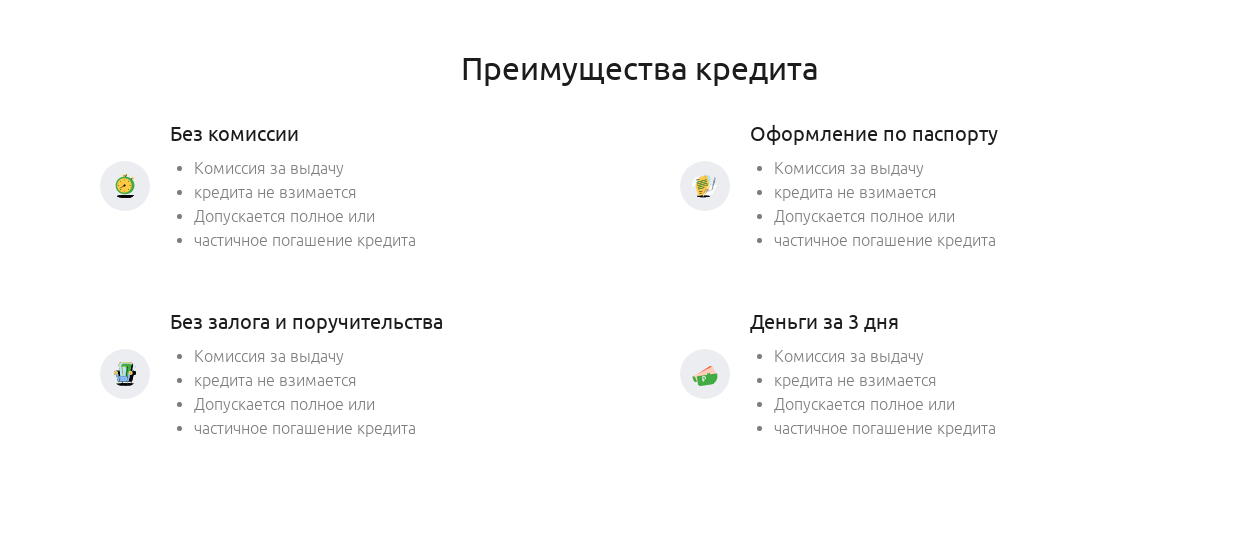 Преимущества кредита
Без комиссии
Комиссия за выдачу
кредита не взимается
Допускается полное или
частичное погашение кредита
Оформление по паспорту
Комиссия за выдачу
кредита не взимается
Допускается полное или
частичное погашение кредита
Без залога и поручительства
Комиссия за выдачу
кредита не взимается
Допускается полное или
частичное погашение кредита
Деньги за 3 дня
Комиссия за выдачу
кредита не взимается
Допускается полное или
частичное погашение кредита